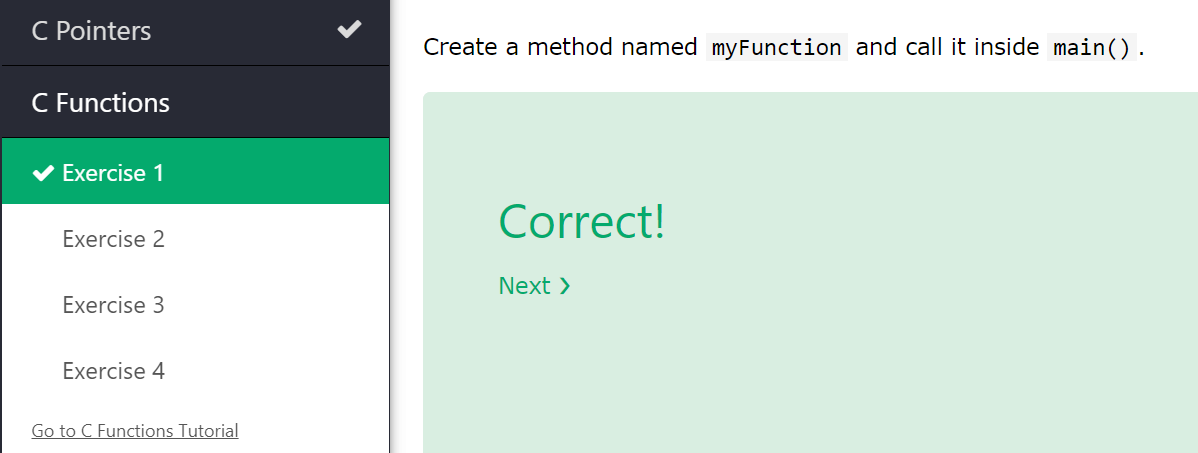 C Pointers
C Functions
Exercise 1
Exercise 2
Exercise 3
Exercise 4
Go to C Functions Tutorial
Create a method named myFunction and call it inside main().
Correct!
Next ❯